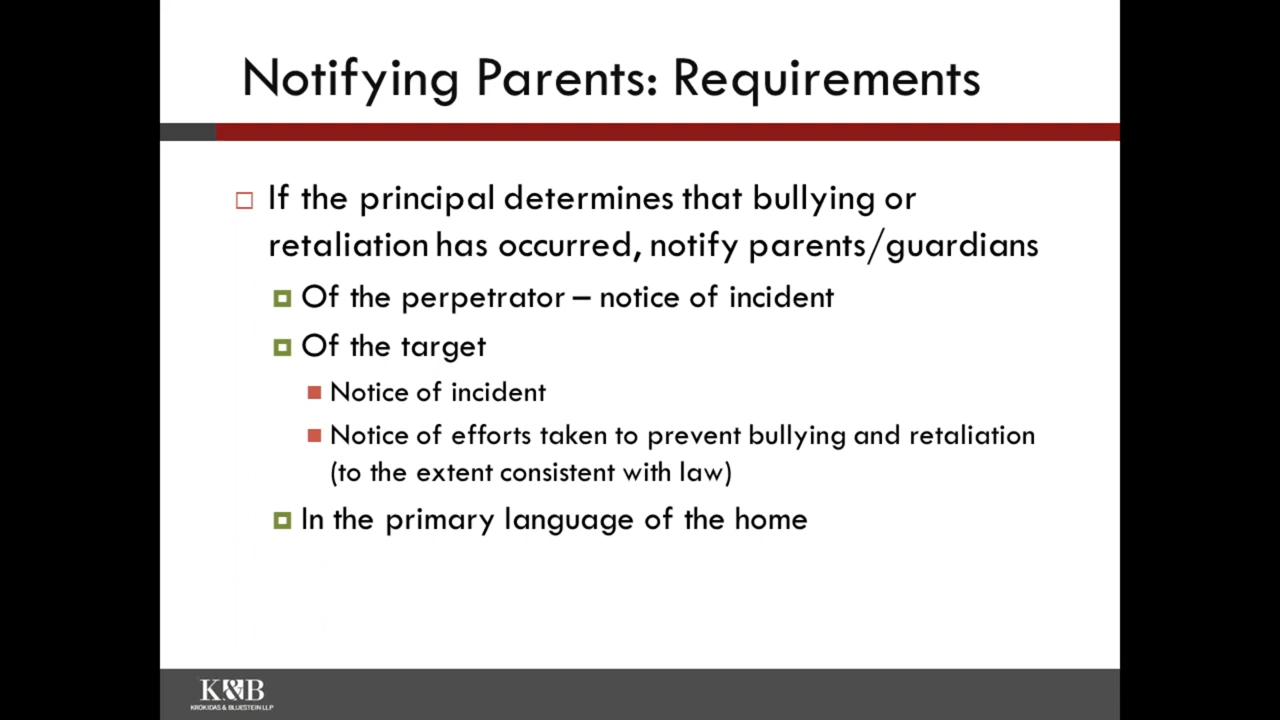 Notifying Parents: Requirements
If the principal determines that bullying or
retaliation has occurred, notify parents/guardians
Of the perpetrator – notice of incident
Of the target
Notice of incident
Notice of efforts taken to prevent bullying and retaliation
(to the extent consistent with law)
In the primary language of the home
K&B
KROKIDAS & BLUESTEIN LLP